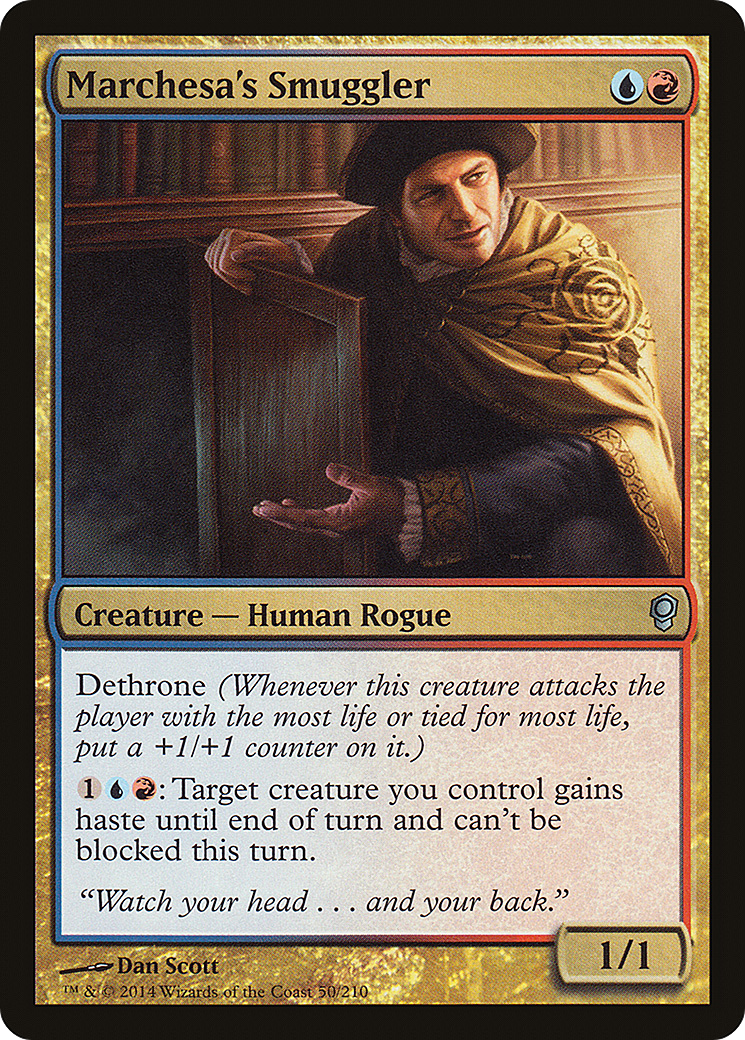 Marchesa's Smuggler
Creature — Human Rogue
Dethrone (Whenever this creature attacks the
player with the most life or tied for most life,
put a +1/+1 counter on it.)
1: Target creature you control gains
haste until end of turn and can't be
blocked this turn.
“Watch your head . . . and your back.”
1/1
Dan Scott
™ & © 2014 Wizards of the Coast 50/210